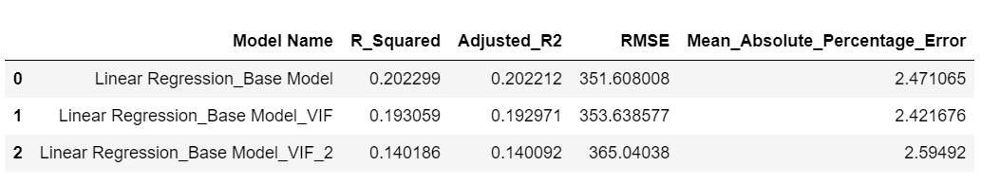 Model Name R_Squared Adjusted_R2 RMSE Mean_Absolute_Percentage_Error
0 Linear Regression_Base Model 0.202299 0.202212 351.608008 2.471065
1 Linear Regression_Base Model_VIF 0.193059 0.192971 353.638577 2.421676
2 Linear Regression_Base Model_VIF_2 0.140186 0.140092 365.04038 2.59492